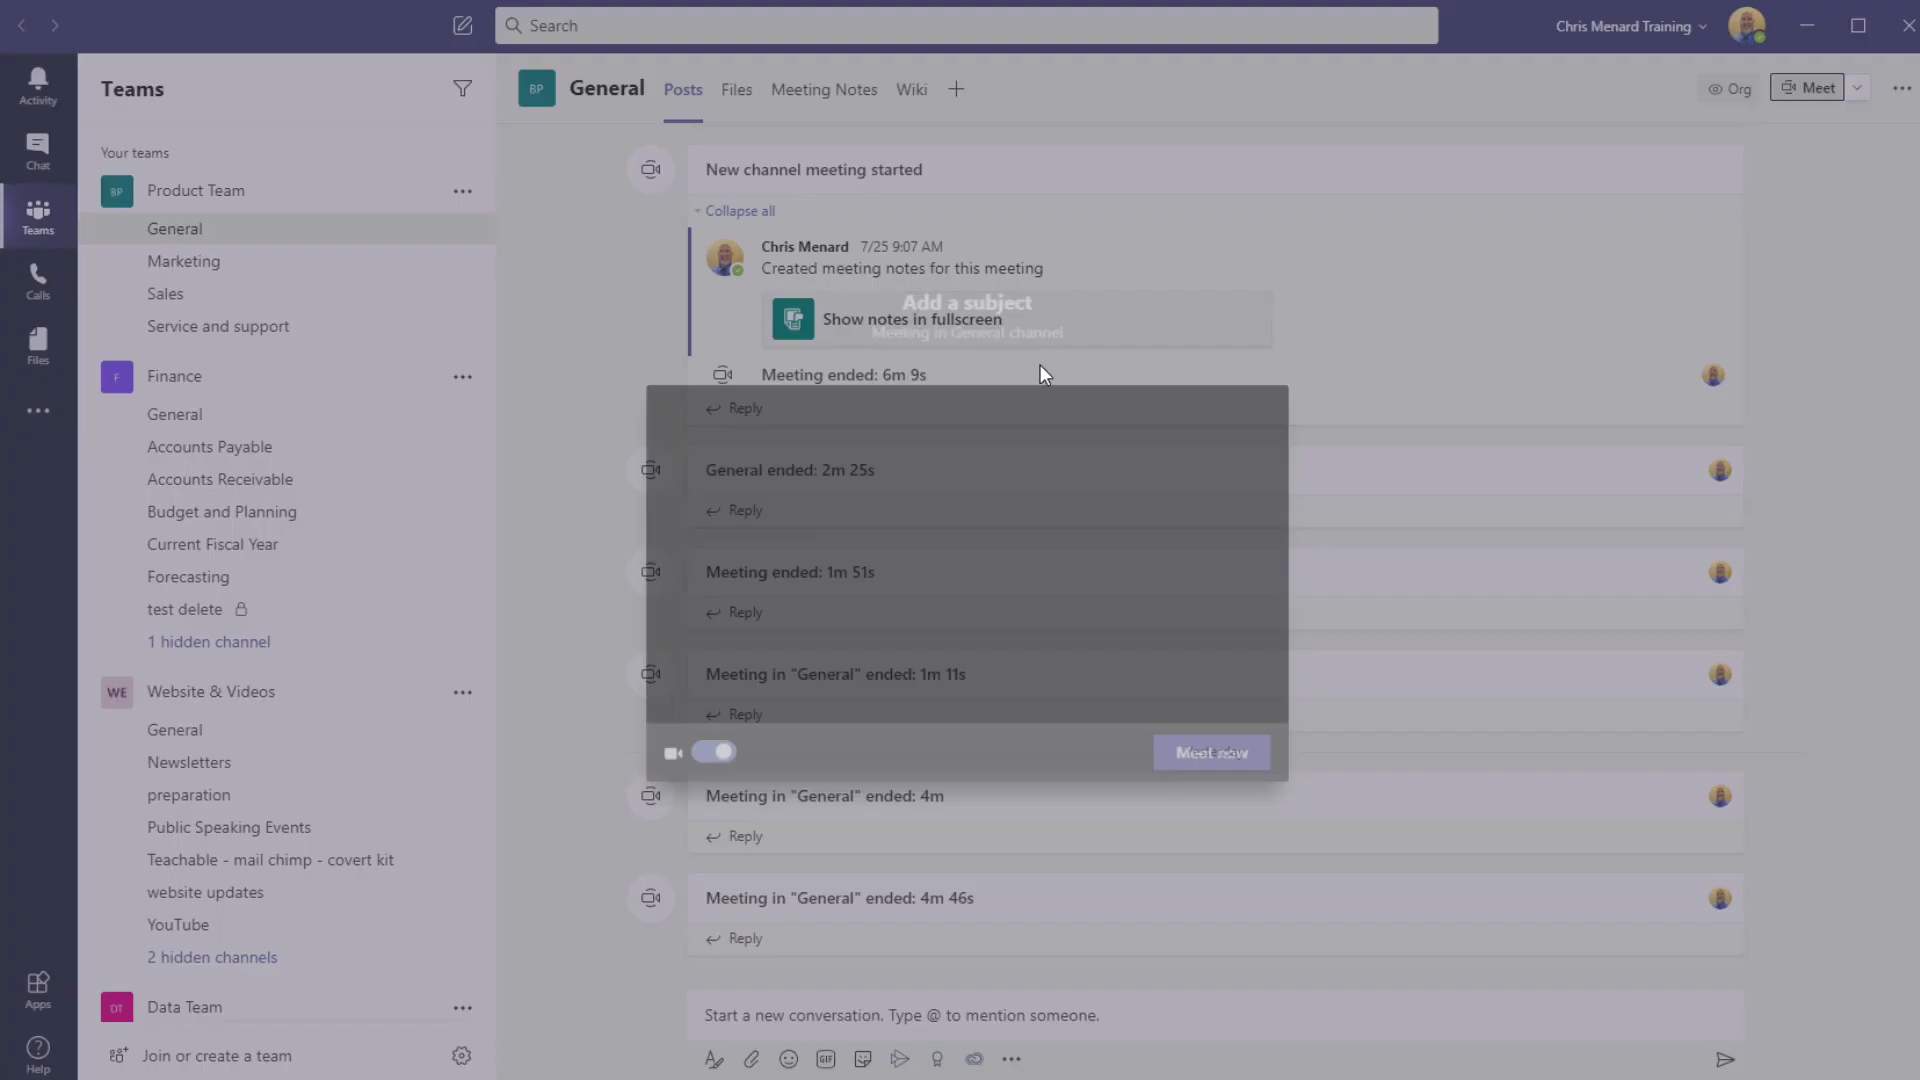 Search
Chris Menard Training
Activity
Chat
Teams
Calls
Files
Apps
Help
Teams
Your teams
BP Product Team
General
Marketing
Sales
Service and support
F Finance
General
Accounts Payable
Accounts Receivable
Budget and Planning
Current Fiscal Year
Forecasting
test delete
1 hidden channel
WE Website & Videos
General
Newsletters
preparation
Public Speaking Events
Teachable - mail chimp - covert kit
website updates
YouTube
2 hidden channels
DT Data Team
Join or create a team
BP General Posts Files Meeting Notes Wiki
Org Meet
New channel meeting started
Collapse all
Chris Menard 7/25 9:07 AM
Created meeting notes for this meeting
Add a subject
Show notes in fullscreen
Meeting in General channel
Meeting ended: 6m 9s
Reply
General ended: 2m 25s
Reply
Meeting ended: 1m 51s
Reply
Meeting in "General" ended: 1m 11s
Reply
Meet now
Meeting in "General" ended: 4m
Reply
Meeting in "General" ended: 4m 46s
Reply
Start a new conversation. Type @ to mention someone.
GIF